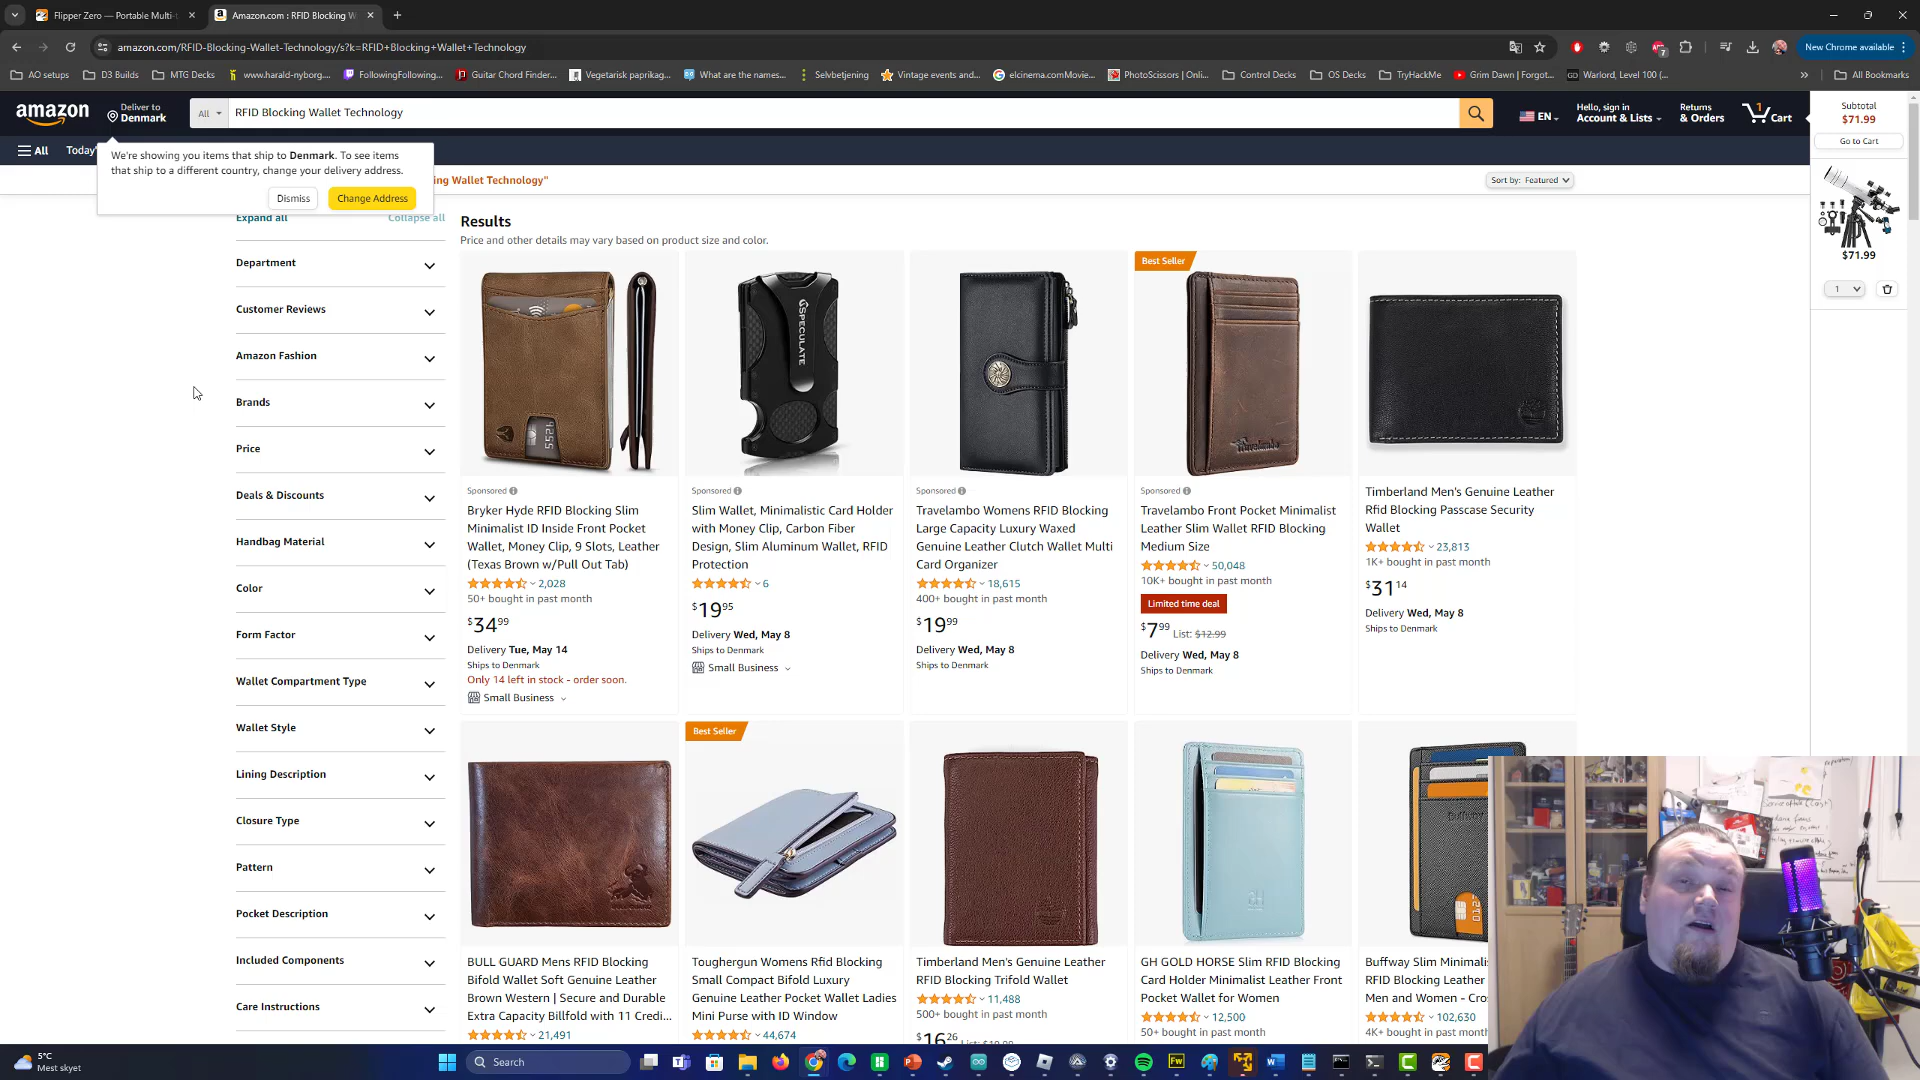 Flipper Zero — Portable Multi-t
Amazon.com : RFID Blocking W
amazon.com/RFID-Blocking-Wallet-Technology/s?k=RFID+Blocking+Wallet+Technology
New Chrome available
AO setups
D3 Builds
MTG Decks
www.harald-nyborg....
FollowingFollowing...
Guitar Chord Finder...
Vegetarisk paprikag...
What are the names...
Selvbetjening
Vintage events and...
elcinema.comMovie...
PhotoScissors | Onli...
Control Decks
OS Decks
TryHackMe
Grim Dawn | Forgot...
Warlord, Level 100 (...
All Bookmarks
amazon
Deliver to
Denmark
All
RFID Blocking Wallet Technology
EN
Hello, sign in
Account & Lists
Returns
& Orders
1
Cart
Subtotal
$71.99
Go to Cart
$71.99
1
All
Today'
We're showing you items that ship to Denmark. To see items
that ship to a different country, change your delivery address.
Dismiss
Change Address
ing Wallet Technology"
Sort by: Featured
Expand all
Collapse all
Department
Customer Reviews
Amazon Fashion
Brands
Price
Deals & Discounts
Handbag Material
Color
Form Factor
Wallet Compartment Type
Wallet Style
Lining Description
Closure Type
Pattern
Pocket Description
Included Components
Care Instructions
Results
Price and other details may vary based on product size and color.
Sponsored
Bryker Hyde RFID Blocking Slim
Minimalist ID Inside Front Pocket
Wallet, Money Clip, 9 Slots, Leather
(Texas Brown w/Pull Out Tab)
2,028
50+ bought in past month
$34 99
Delivery Tue, May 14
Ships to Denmark
Only 14 left in stock - order soon.
Small Business
SPECULATE
Sponsored
Slim Wallet, Minimalistic Card Holder
with Money Clip, Carbon Fiber
Design, Slim Aluminum Wallet, RFID
Protection
6
$19 95
Delivery Wed, May 8
Ships to Denmark
Small Business
Sponsored
Travelambo Womens RFID Blocking
Large Capacity Luxury Waxed
Genuine Leather Clutch Wallet Multi
Card Organizer
18,615
400+ bought in past month
$19 99
Delivery Wed, May 8
Ships to Denmark
Best Seller
Travelambo
Sponsored
Travelambo Front Pocket Minimalist
Leather Slim Wallet RFID Blocking
Medium Size
50,048
10K+ bought in past month
Limited time deal
$7 99 List: $12.99
Delivery Wed, May 8
Ships to Denmark
Timberland Men's Genuine Leather
Rfid Blocking Passcase Security
Wallet
23,813
1K+ bought in past month
$31 14
Delivery Wed, May 8
Ships to Denmark
BULL GUARD Mens RFID Blocking
Bifold Wallet Soft Genuine Leather
Brown Western | Secure and Durable
Extra Capacity Billfold with 11 Credi...
21,491
Best Seller
Toughergun Womens Rfid Blocking
Small Compact Bifold Luxury
Genuine Leather Pocket Wallet Ladies
Mini Purse with ID Window
44,674
Timberland Men's Genuine Leather
RFID Blocking Trifold Wallet
11,488
500+ bought in past month
$16 26
GH
GH GOLD HORSE Slim RFID Blocking
Card Holder Minimalist Leather Front
Pocket Wallet for Women
12,500
50+ bought in past month
Buffway Slim Minimalis
RFID Blocking Leather
Men and Women - Cros
102,630
4K+ bought in past mont
5°C
Mest skyet
Search